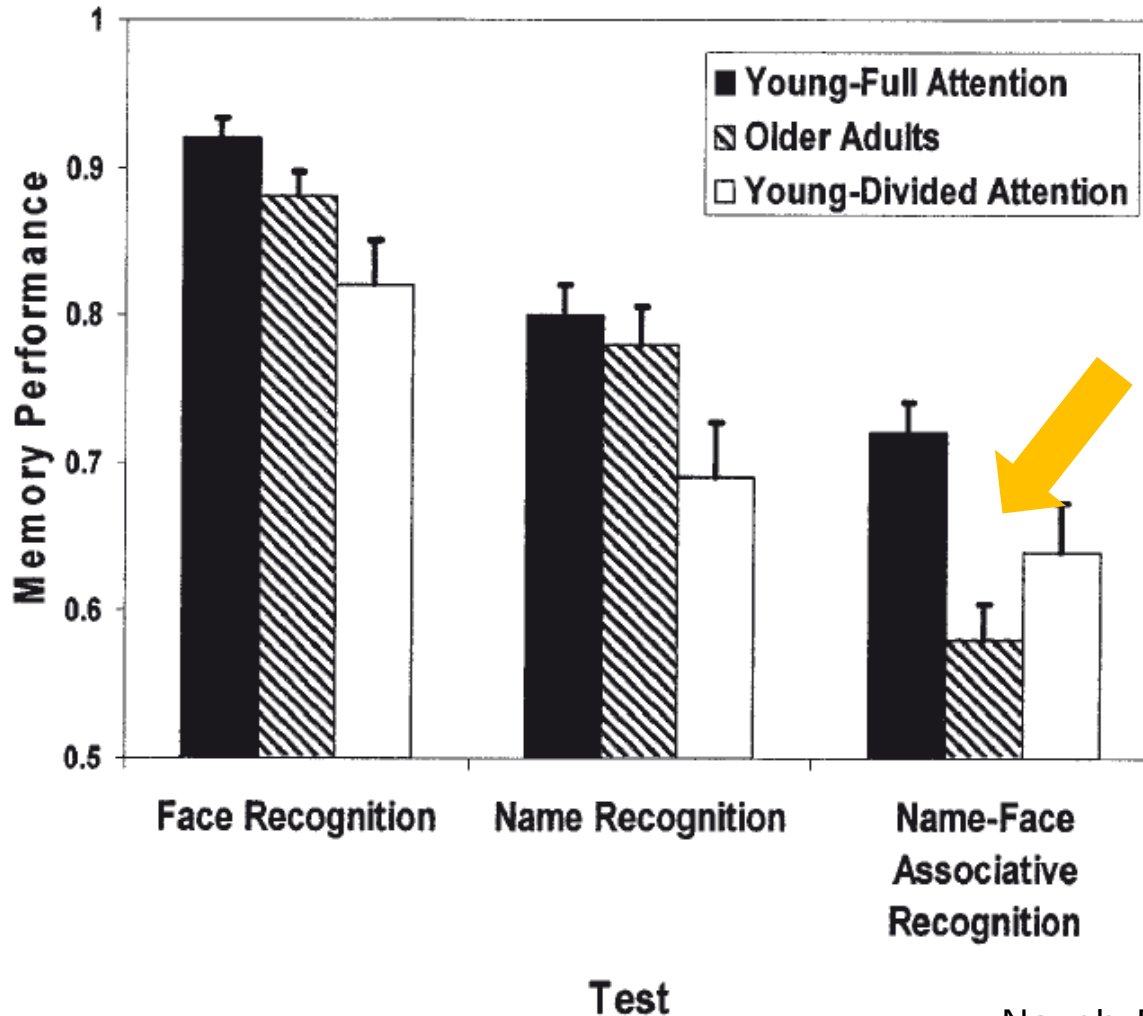 1
0.9
0.8
0.7
0.6
0.5
Memory Performance
Young-Full Attention
Older Adults
Young-Divided Attention
Face Recognition
Name Recognition
Name-Face
Associative
Recognition
Test